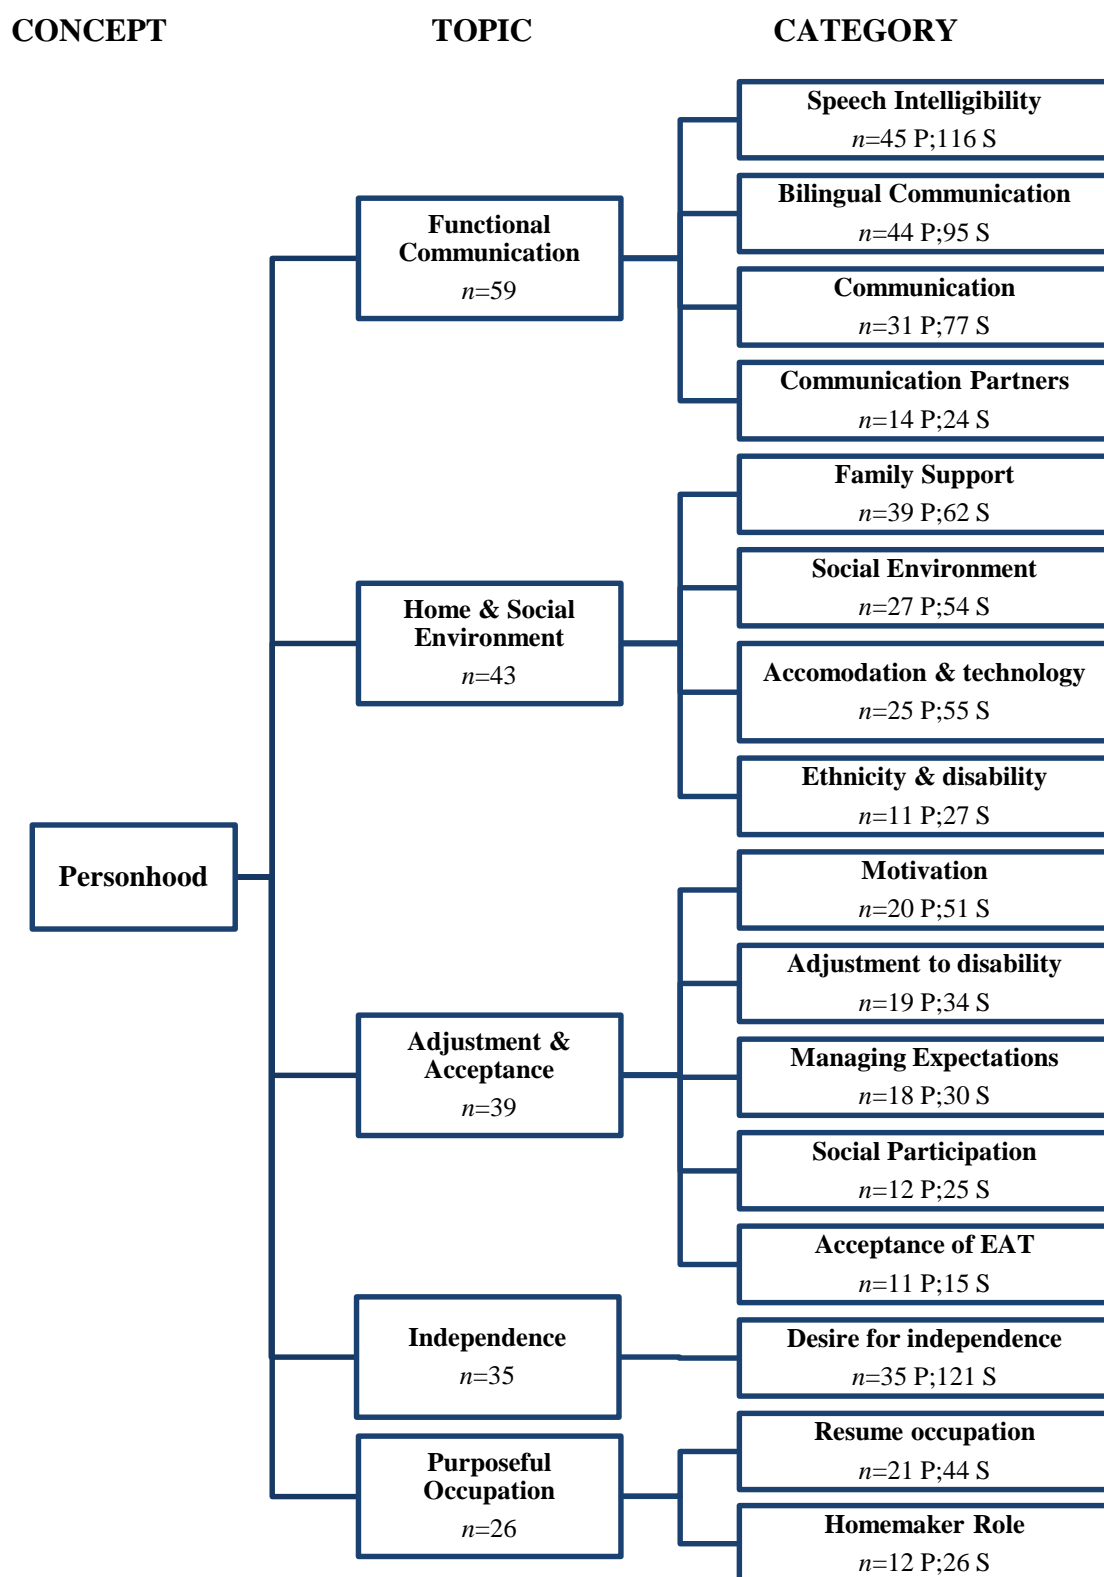 CONCEPT TOPIC CATEGORY
Speech Intelligibility
n=45 P;116 S
Bilingual Communication
n=44 P;95 S
Functional
Communication
n=59
Communication
n=31 P;77 S
Communication Partners
n=14 P;24 S
Family Support
n=39 P;62 S
Social Environment
n=27 P;54 S
Home & Social
Environment
n=43
Accomodation & technology
n=25 P;55 S
Ethnicity & disability
n=11 P;27 S
Personhood
Motivation
n=20 P;51 S
Adjustment to disability
n=19 P;34 S
Adjustment &
Acceptance
n=39
Managing Expectations
n=18 P;30 S
Social Participation
n=12 P;25 S
Acceptance of EAT
n=11 P;15 S
Independence
n=35
Desire for independence
n=35 P;121 S
Purposeful
Occupation
n=26
Resume occupation
n=21 P;44 S
Homemaker Role
n=12 P;26 S